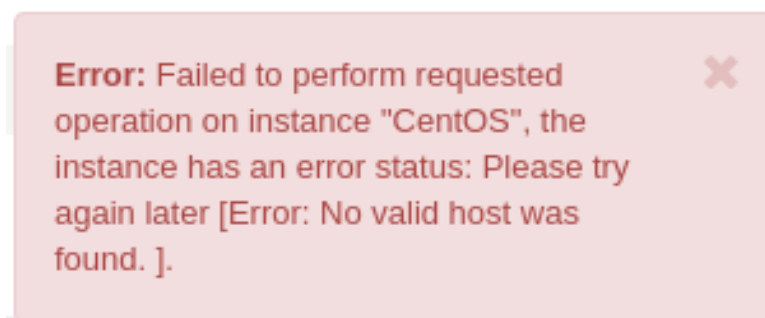 Error: Failed to perform requested
operation on instance "CentOS", the
instance has an error status: Please try
again later [Error: No valid host was
found. ].